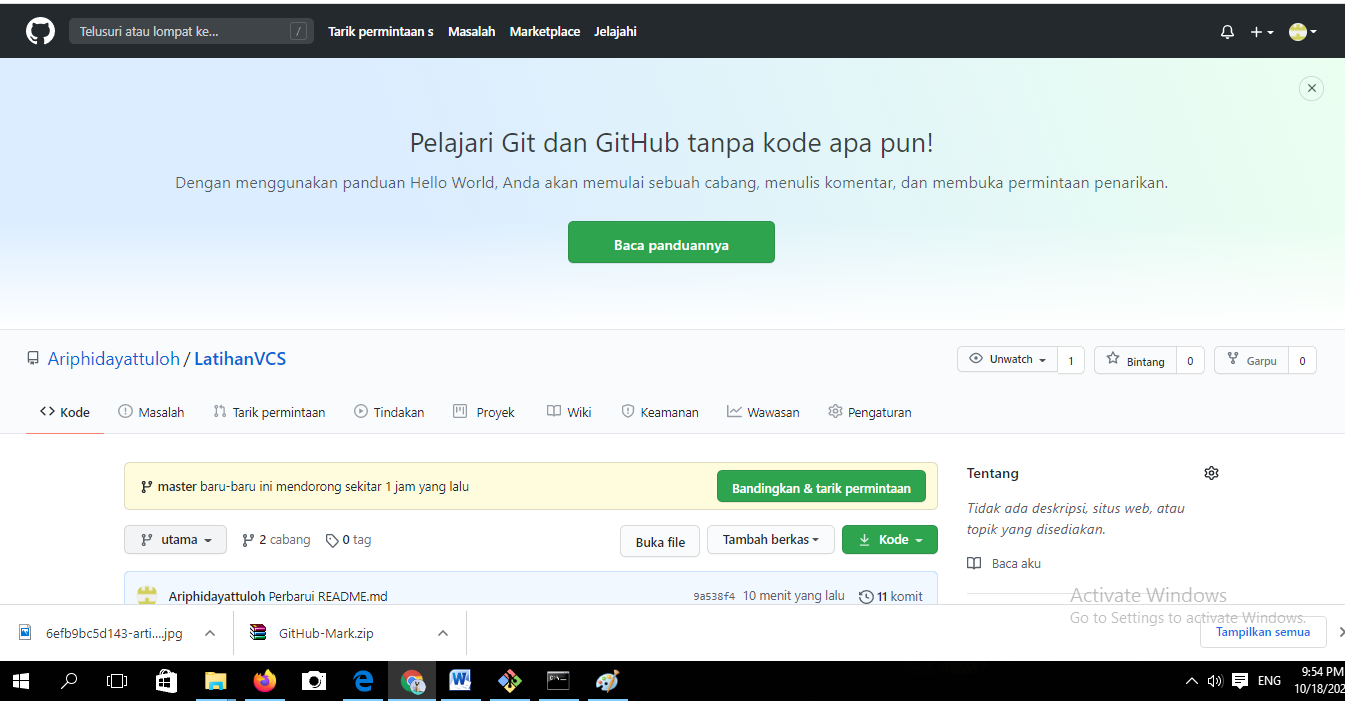 Telusuri atau lompat ke... / Tarik permintaan s Masalah Marketplace Jelajahi
Pelajari Git dan GitHub tanpa kode apa pun!
Dengan menggunakan panduan Hello World, Anda akan memulai sebuah cabang, menulis komentar, dan membuka permintaan penarikan.
Baca panduannya
Ariphidayattuloh / LatihanVCS
Unwatch 1 Bintang 0 Garpu 0
Kode Masalah Tarik permintaan Tindakan Proyek Wiki Keamanan Wawasan Pengaturan
master baru-baru ini mendorong sekitar 1 jam yang lalu
Bandingkan & tarik permintaan
utama 2 cabang 0 tag
Buka file Tambah berkas Kode
Ariphidayattuloh Perbarui README.md 9a538f4 10 menit yang lalu 11 komit
Tentang
Tidak ada deskripsi, situs web, atau
topik yang disediakan.
Baca aku
Activate Windows
Go to Settings to activate Windows.
6efb9bc5d143-arti....jpg GitHub-Mark.zip Tampilkan semua
ENG
9:54 PM
10/18/202